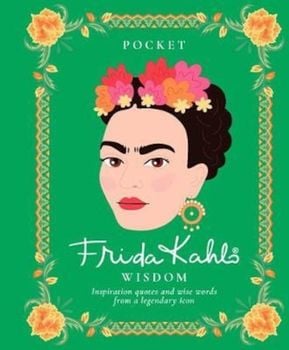 POCKET
Frida Kahlo®
WISDOM
Inspiration quotes and wise words
from a legendary icon